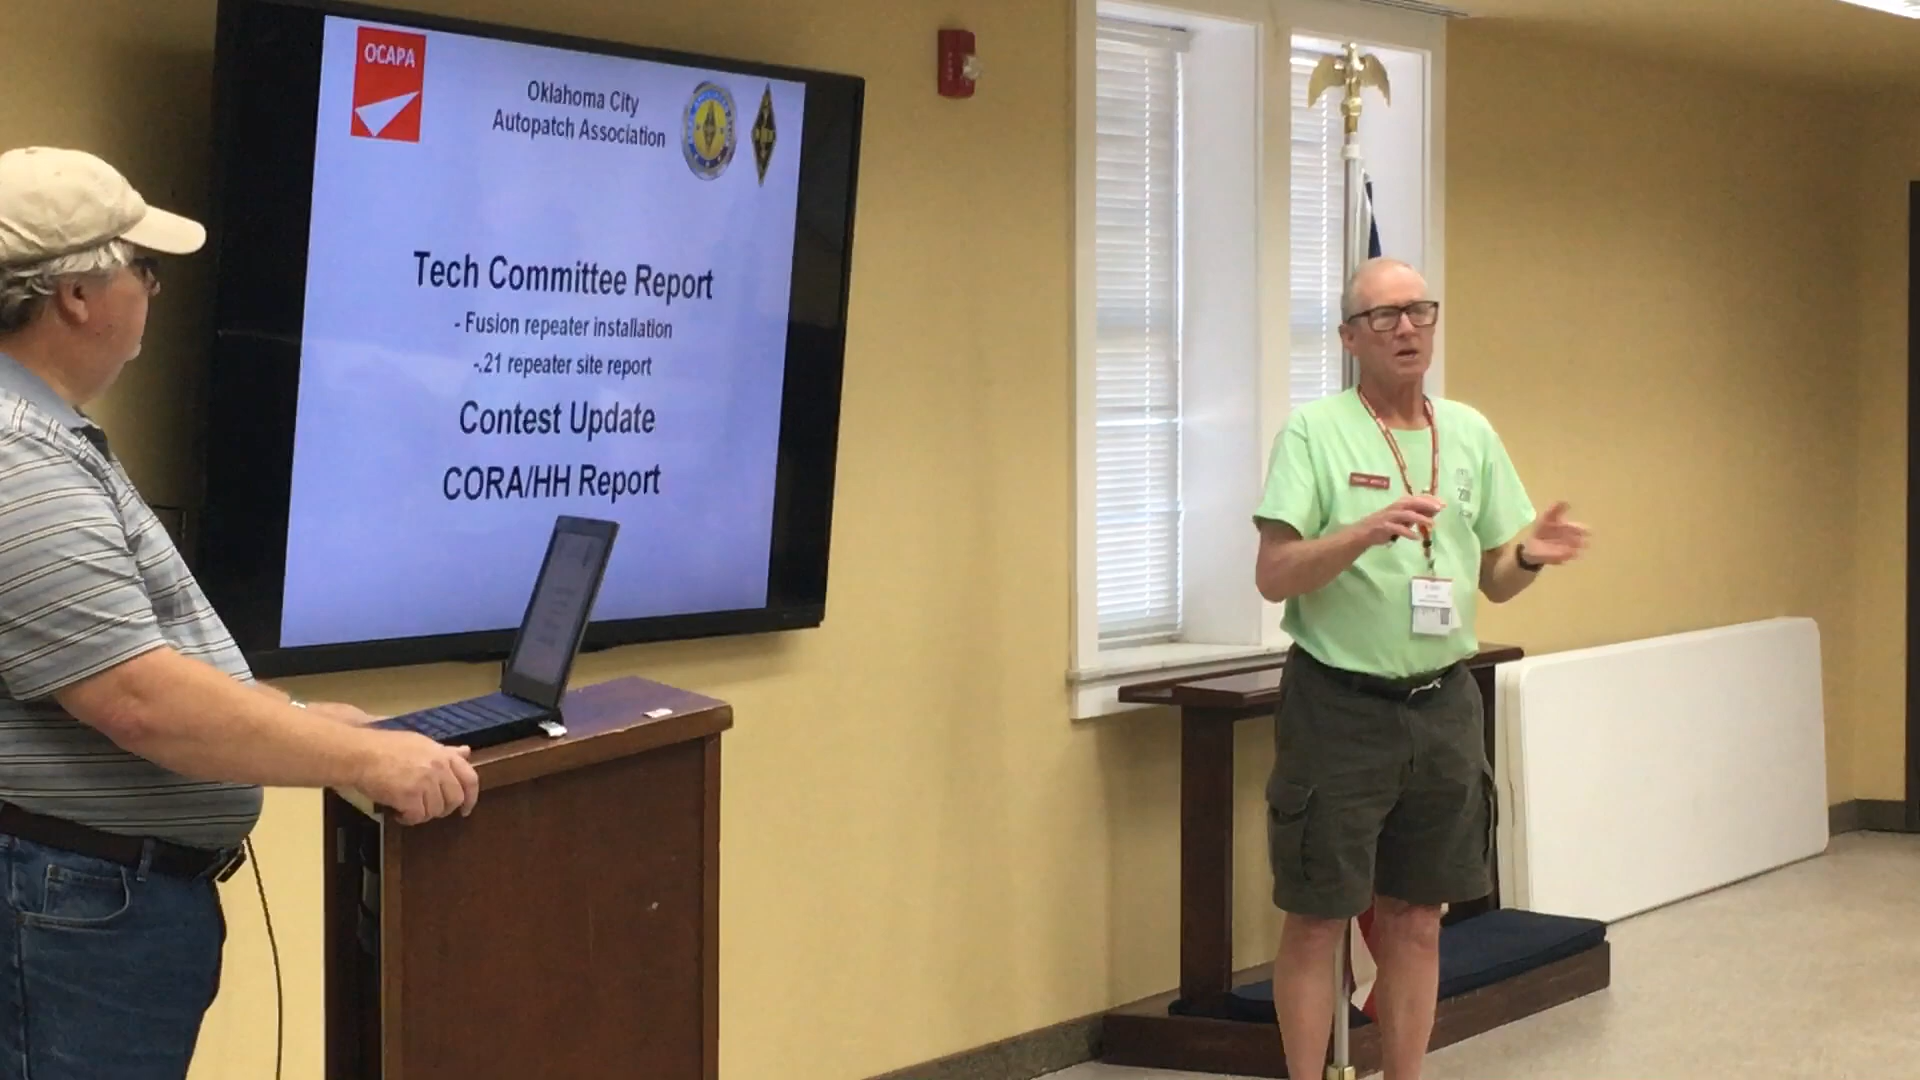 OCAPA
Oklahoma City
Autopatch Association
Tech Committee Report
- Fusion repeater installation
-.21 repeater site report
Contest Update
CORA/HH Report